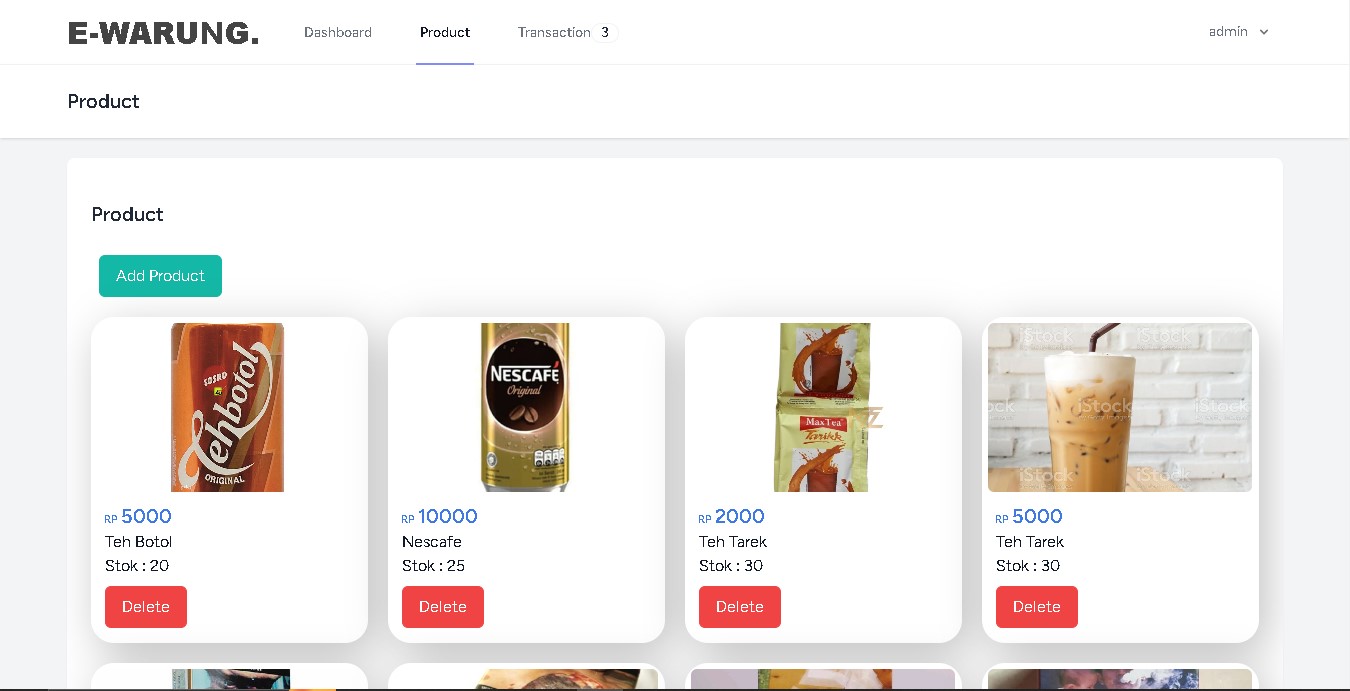 E-WARUNG. Dashboard Product Transaction 3 admin
Product
Product
Add Product
SOSRO
Tehbotol
ORIGINAL
NESCAFÉ
Original
Max Tea
Tarikk
iStock iStock
iStock iStock
iStock iStock
RP 5000
Teh Botol
Stok : 20
Delete
RP 10000
Nescafe
Stok : 25
Delete
RP 2000
Teh Tarek
Stok : 30
Delete
RP 5000
Teh Tarek
Stok : 30
Delete